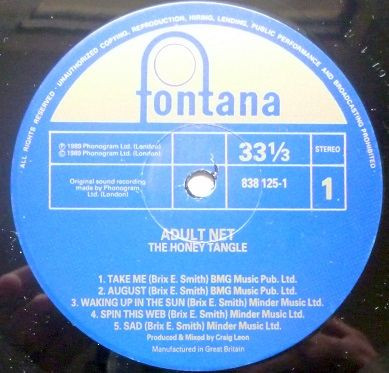 ALL RIGHTS RESERVED · UNAUTHORIZED COPYING, REPRODUCTION, HIRING, LENDING, PUBLIC PERFORMANCE AND BROADCASTING PROHIBITED
fontana
℗ 1989 Phonogram Ltd. (London)
© 1989 Phonogram Ltd. (London)
33⅓
STEREO
Original sound recording
made by Phonogram
Ltd. (London)
838 125-1
1
ADULT NET
THE HONEY TANGLE
1. TAKE ME (Brix E. Smith) BMG Music Pub. Ltd.
2. AUGUST (Brix E. Smith) BMG Music Pub. Ltd.
3. WAKING UP IN THE SUN (Brix E. Smith) Minder Music Ltd.
4. SPIN THIS WEB (Brix E. Smith) Minder Music Ltd.
5. SAD (Brix E. Smith) Minder Music Ltd.
Produced & Mixed by Craig Leon
Manufactured in Great Britain